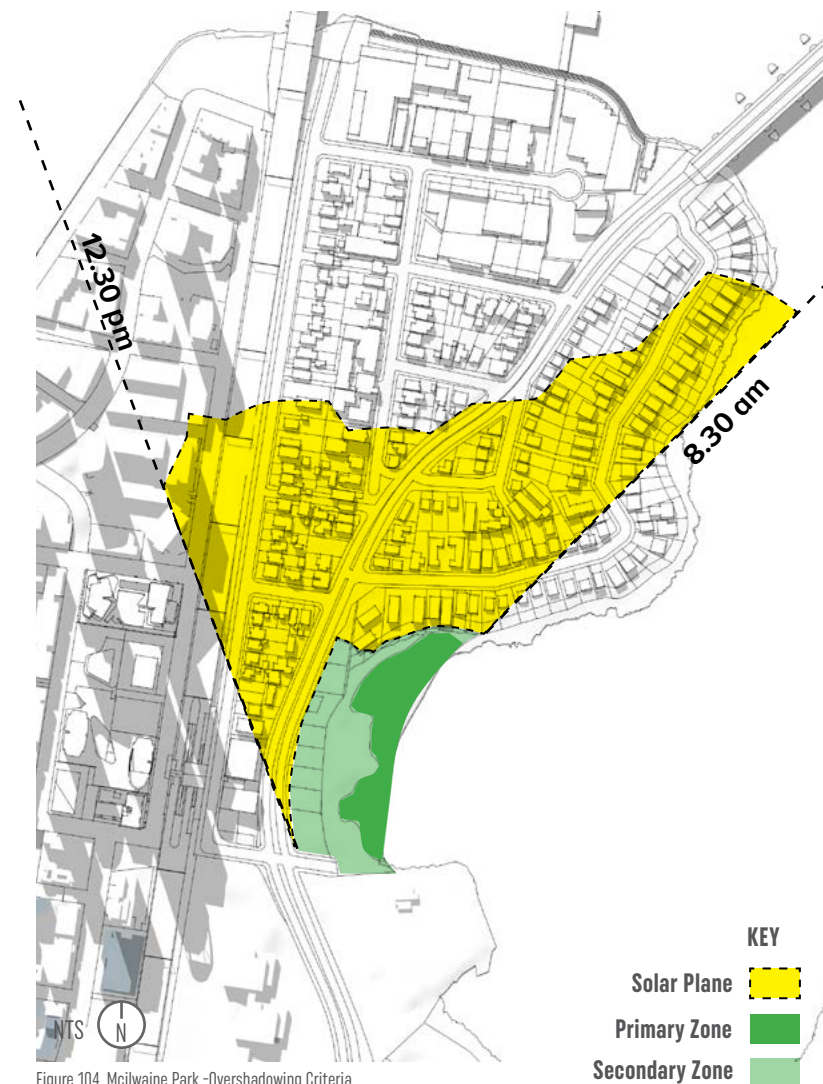 12.30 pm
8.30 am
KEY
Solar Plane
Primary Zone
Secondary Zone
NTS
N
Figure 104 Mcilwaine Park -Overshadowing Criteria